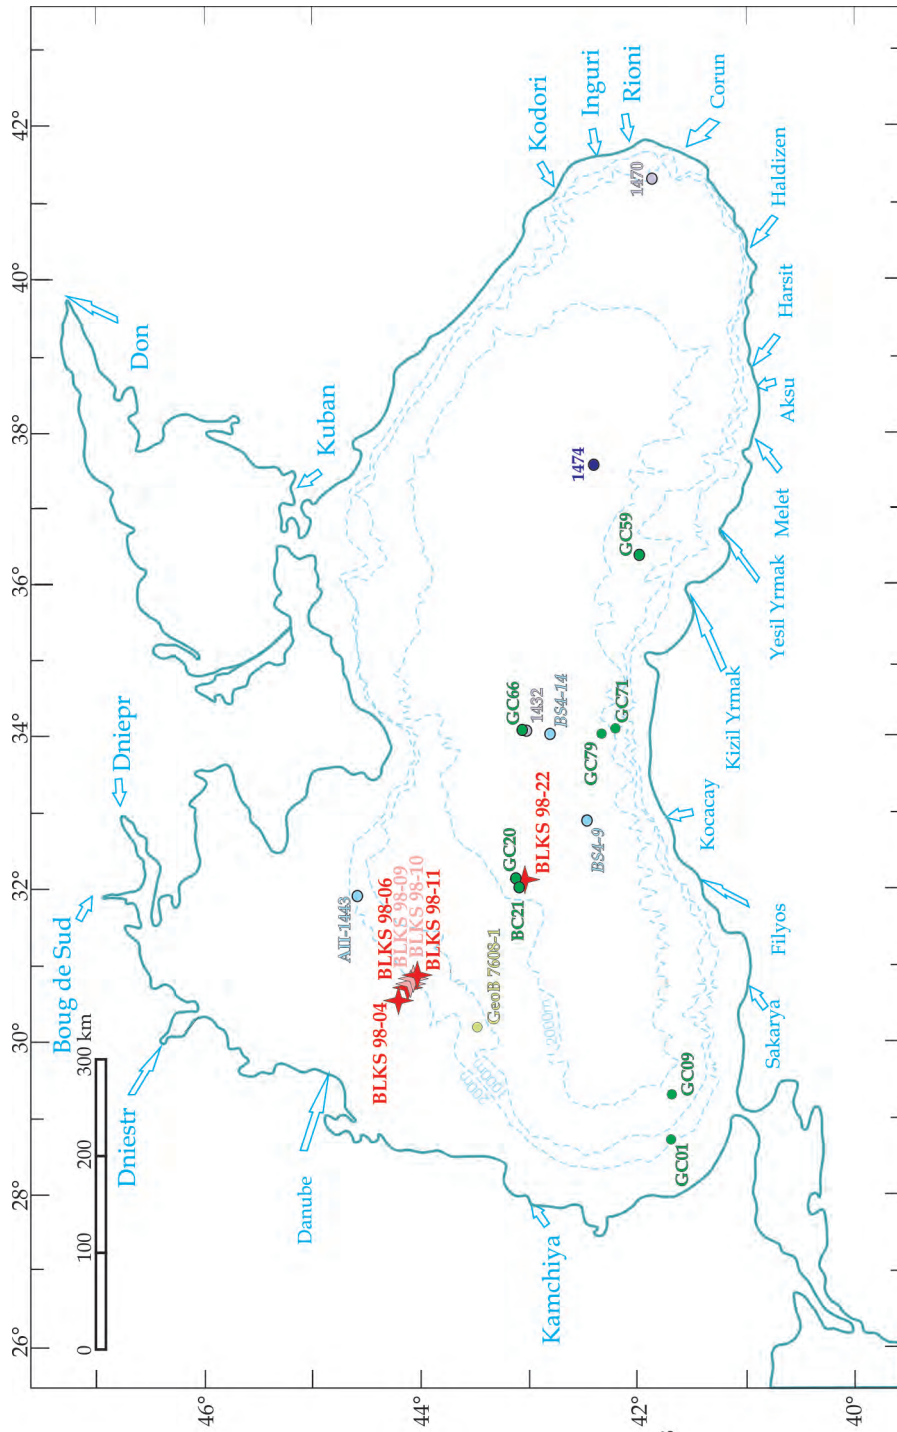 26°
28°
30°
32°
34°
36°
38°
40°
42°
46°
44°
42°
40°
0
100
200
300 km
Boug de Sud
Dniestr
Dniepr
Don
Kuban
Danube
Kamchiya
Kodori
Inguri
Rioni
Corun
Haldizen
Harsit
Aksu
Melet
Yesil Yrmak
Kizil Yrmak
Kocacay
Filyos
Sakarya
AII-1443
BLKS 98-04
BLKS 98-06
BLKS 98-09
BLKS 98-10
BLKS 98-11
GeoB 7608-1
GC20
BC21
BLKS 98-22
GC66
1432
BS4-14
BS4-9
GC79
GC71
GC59
1474
1470
GC09
GC01
200m
1000m
2000m